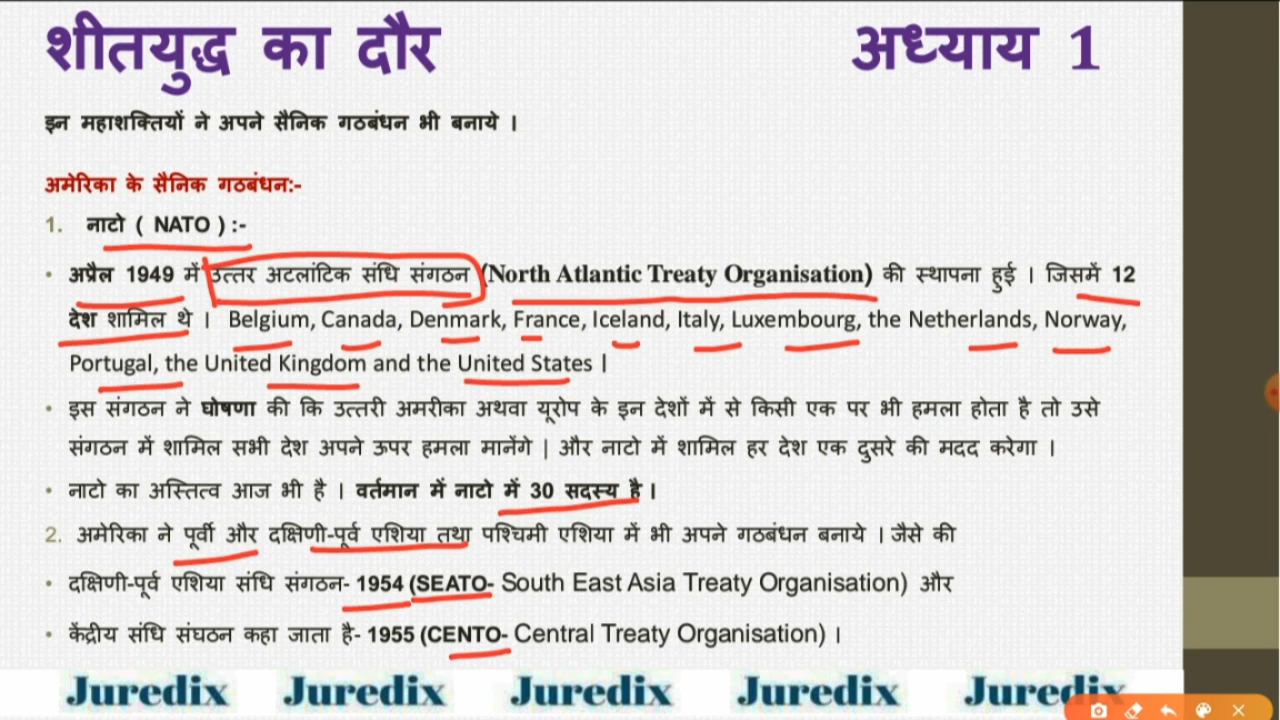 शीतयुद्ध का दौर अध्याय 1
इन महाशक्तियों ने अपने सैनिक गठबंधन भी बनाये ।
अमेरिका के सैनिक गठबंधन:-
1. नाटो ( NATO ) :-
• अप्रैल 1949 में उत्तर अटलांटिक संधि संगठन (North Atlantic Treaty Organisation) की स्थापना हुई । जिसमें 12
देश शामिल थे । Belgium, Canada, Denmark, France, Iceland, Italy, Luxembourg, the Netherlands, Norway,
Portugal, the United Kingdom and the United States |
• इस संगठन ने घोषणा की कि उत्तरी अमरीका अथवा यूरोप के इन देशों में से किसी एक पर भी हमला होता है तो उसे
संगठन में शामिल सभी देश अपने ऊपर हमला मानेंगे | और नाटो में शामिल हर देश एक दुसरे की मदद करेगा ।
• नाटो का अस्तित्व आज भी है । वर्तमान में नाटो में 30 सदस्य है ।
2. अमेरिका ने पूर्वी और दक्षिणी-पूर्व एशिया तथा पश्चिमी एशिया में भी अपने गठबंधन बनाये । जैसे की
• दक्षिणी-पूर्व एशिया संधि संगठन- 1954 (SEATO- South East Asia Treaty Organisation) और
• केंद्रीय संधि संघठन कहा जाता है- 1955 (CENTO- Central Treaty Organisation) ।
Juredix Juredix Juredix Juredix Juredix